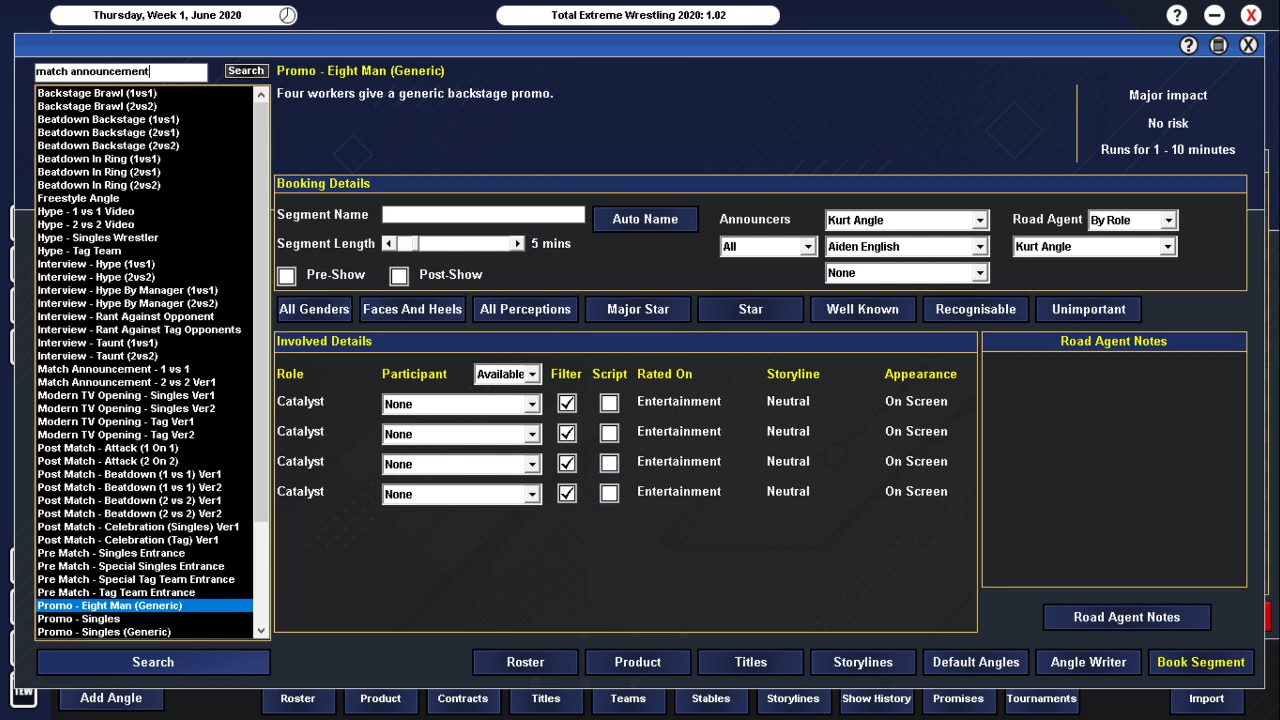 Thursday, Week 1, June 2020
Total Extreme Wrestling 2020: 1.02
? – X
? X
match announcement
Search
Promo - Eight Man (Generic)
Four workers give a generic backstage promo.
Major impact
No risk
Runs for 1 - 10 minutes
Backstage Brawl (1vs1)
Backstage Brawl (2vs2)
Beatdown Backstage (1vs1)
Beatdown Backstage (2vs1)
Beatdown Backstage (2vs2)
Beatdown In Ring (1vs1)
Beatdown In Ring (2vs1)
Beatdown In Ring (2vs2)
Freestyle Angle
Hype - 1 vs 1 Video
Hype - 2 vs 2 Video
Hype - Singles Wrestler
Hype - Tag Team
Interview - Hype (1vs1)
Interview - Hype (2vs2)
Interview - Hype By Manager (1vs1)
Interview - Hype By Manager (2vs2)
Interview - Rant Against Opponent
Interview - Rant Against Tag Opponents
Interview - Taunt (1vs1)
Interview - Taunt (2vs2)
Match Announcement - 1 vs 1
Match Announcement - 2 vs 2 Ver1
Modern TV Opening - Singles Ver1
Modern TV Opening - Singles Ver2
Modern TV Opening - Tag Ver1
Modern TV Opening - Tag Ver2
Post Match - Attack (1 On 1)
Post Match - Attack (2 On 2)
Post Match - Beatdown (1 vs 1) Ver1
Post Match - Beatdown (1 vs 1) Ver2
Post Match - Beatdown (2 vs 2) Ver1
Post Match - Beatdown (2 vs 2) Ver2
Post Match - Celebration (Singles) Ver1
Post Match - Celebration (Tag) Ver1
Pre Match - Singles Entrance
Pre Match - Special Singles Entrance
Pre Match - Special Tag Team Entrance
Pre Match - Tag Team Entrance
Promo - Eight Man (Generic)
Promo - Singles
Promo - Singles (Generic)
Search
Booking Details
Segment Name
Auto Name
Announcers
Kurt Angle
Road Agent
By Role
Segment Length
5 mins
All
Aiden English
Kurt Angle
Pre-Show
Post-Show
None
All Genders
Faces And Heels
All Perceptions
Major Star
Star
Well Known
Recognisable
Unimportant
Involved Details
Road Agent Notes
Role Participant Available Filter Script Rated On Storyline Appearance
Catalyst None Entertainment Neutral On Screen
Catalyst None Entertainment Neutral On Screen
Catalyst None Entertainment Neutral On Screen
Catalyst None Entertainment Neutral On Screen
Road Agent Notes
Roster
Product
Titles
Storylines
Default Angles
Angle Writer
Book Segment
TEW
Add Angle
Roster
Product
Contracts
Titles
Teams
Stables
Storylines
Show History
Promises
Tournaments
Import